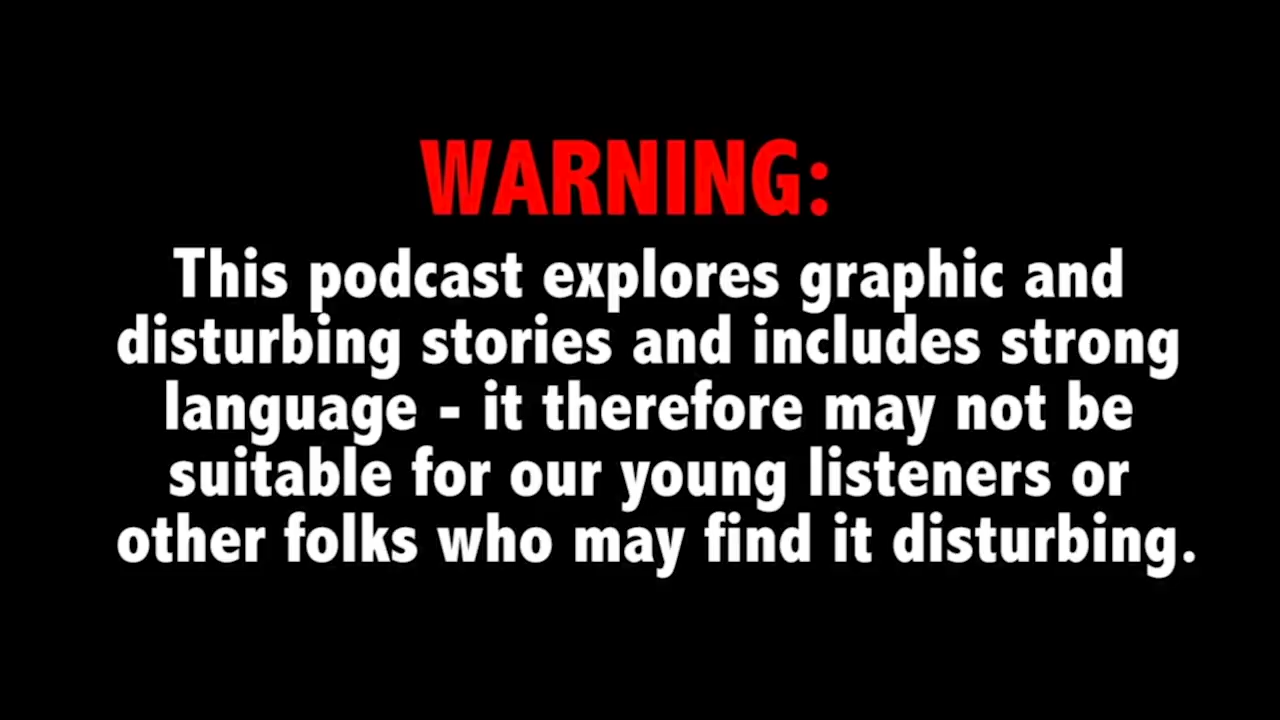 WARNING:
This podcast explores graphic and
disturbing stories and includes strong
language - it therefore may not be
suitable for our young listeners or
other folks who may find it disturbing.